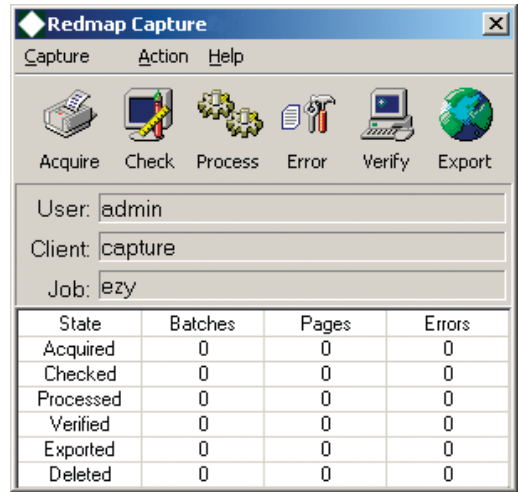 Redmap Capture
Capture Action Help
Acquire Check Process Error Verify Export
User: admin
Client: capture
Job: ezy
State Batches Pages Errors
Acquired 0 0 0
Checked 0 0 0
Processed 0 0 0
Verified 0 0 0
Exported 0 0 0
Deleted 0 0 0